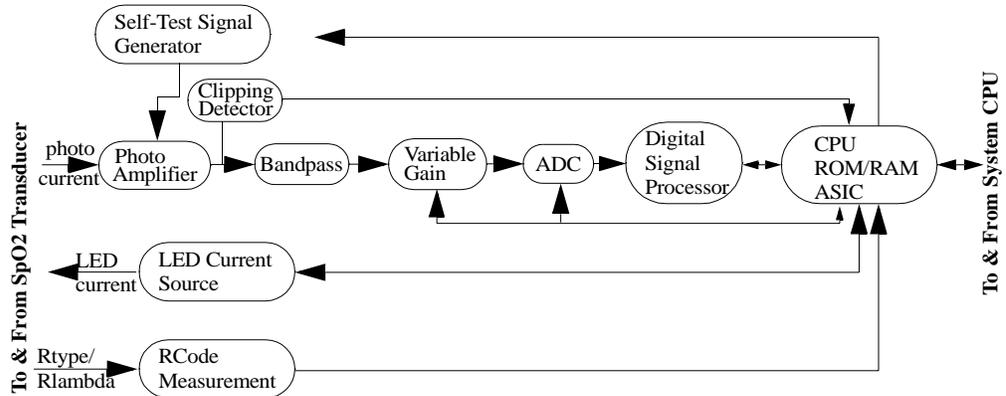 Self-Test Signal
Generator
Clipping
Detector
To & From SpO2 Transducer
photo
current
Photo
Amplifier
Bandpass
Variable
Gain
ADC
Digital
Signal
Processor
CPU
ROM/RAM
ASIC
To & From System CPU
LED
current
LED Current
Source
Rtype/
Rlambda
RCode
Measurement